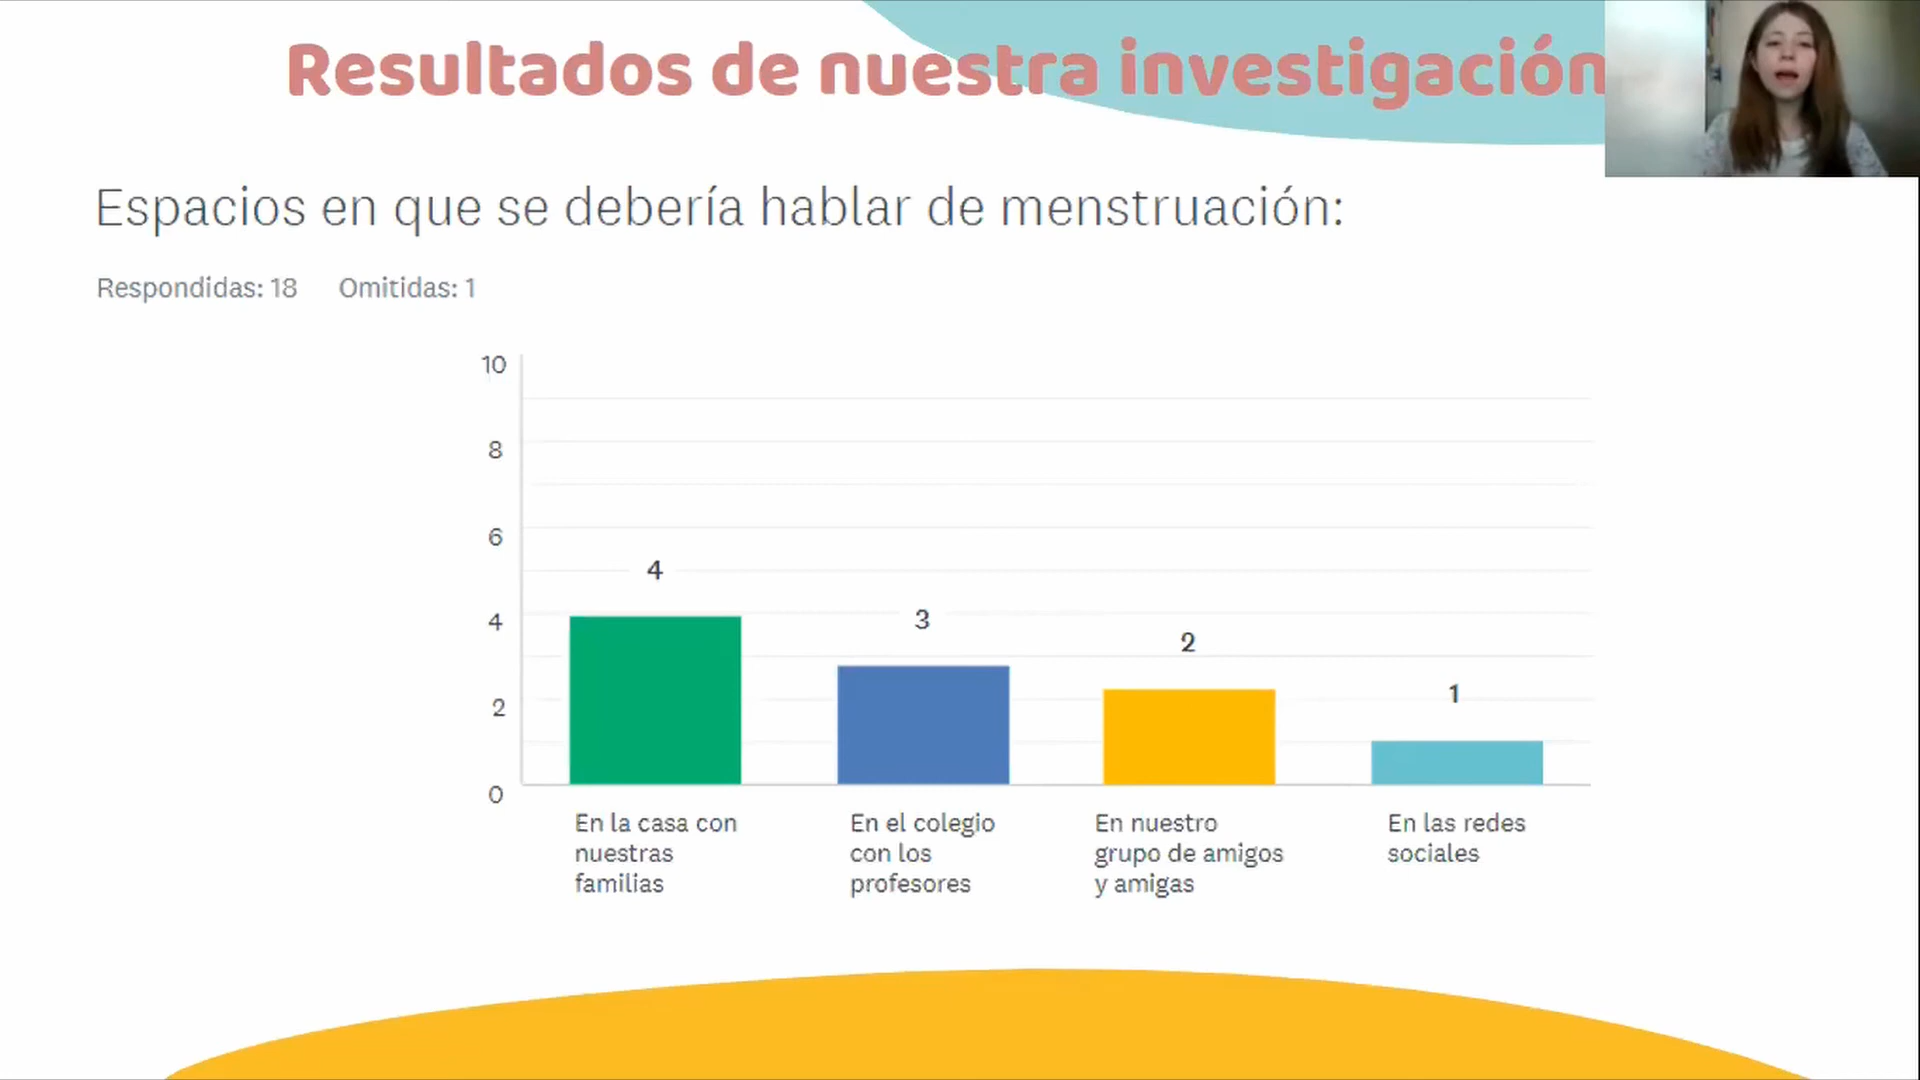 Resultados de nuestra investigación
Espacios en que se debería hablar de menstruación:
Respondidas: 18 Omitidas: 1
10
8
6
4
2
0
4
3
2
1
En la casa con
nuestras
familias
En el colegio
con los
profesores
En nuestro
grupo de amigos
y amigas
En las redes
sociales